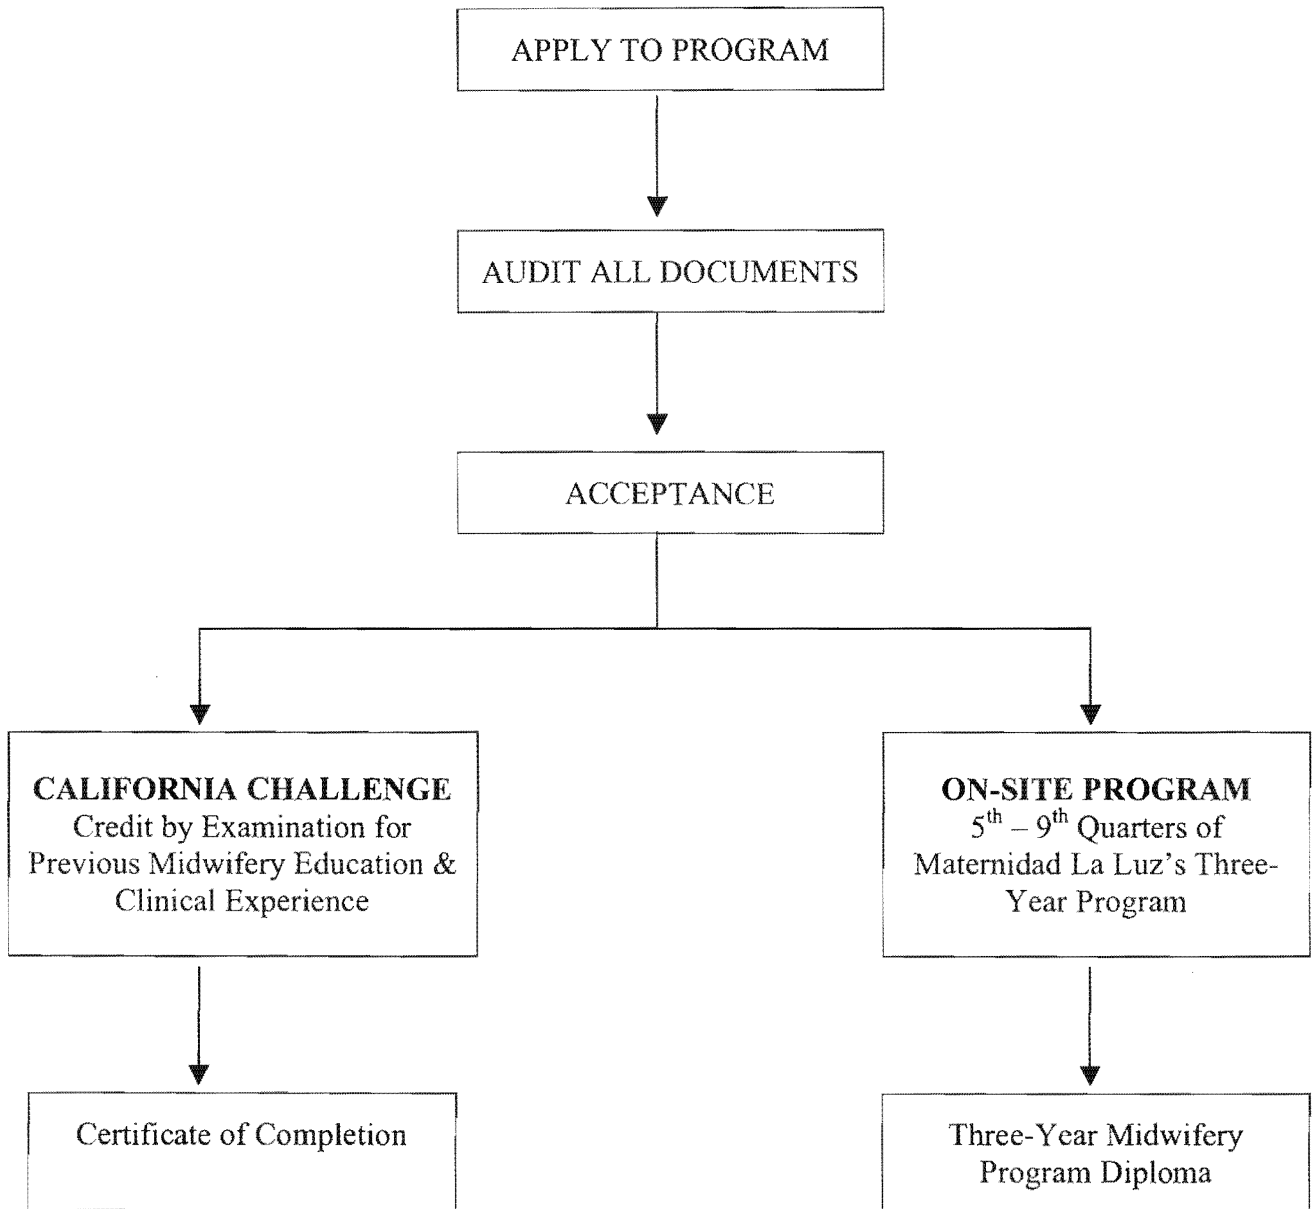 APPLY TO PROGRAM
AUDIT ALL DOCUMENTS
ACCEPTANCE
CALIFORNIA CHALLENGE
Credit by Examination for
Previous Midwifery Education &
Clinical Experience
ON-SITE PROGRAM
5th – 9th Quarters of
Maternidad La Luz's Three-
Year Program
Certificate of Completion
Three-Year Midwifery
Program Diploma